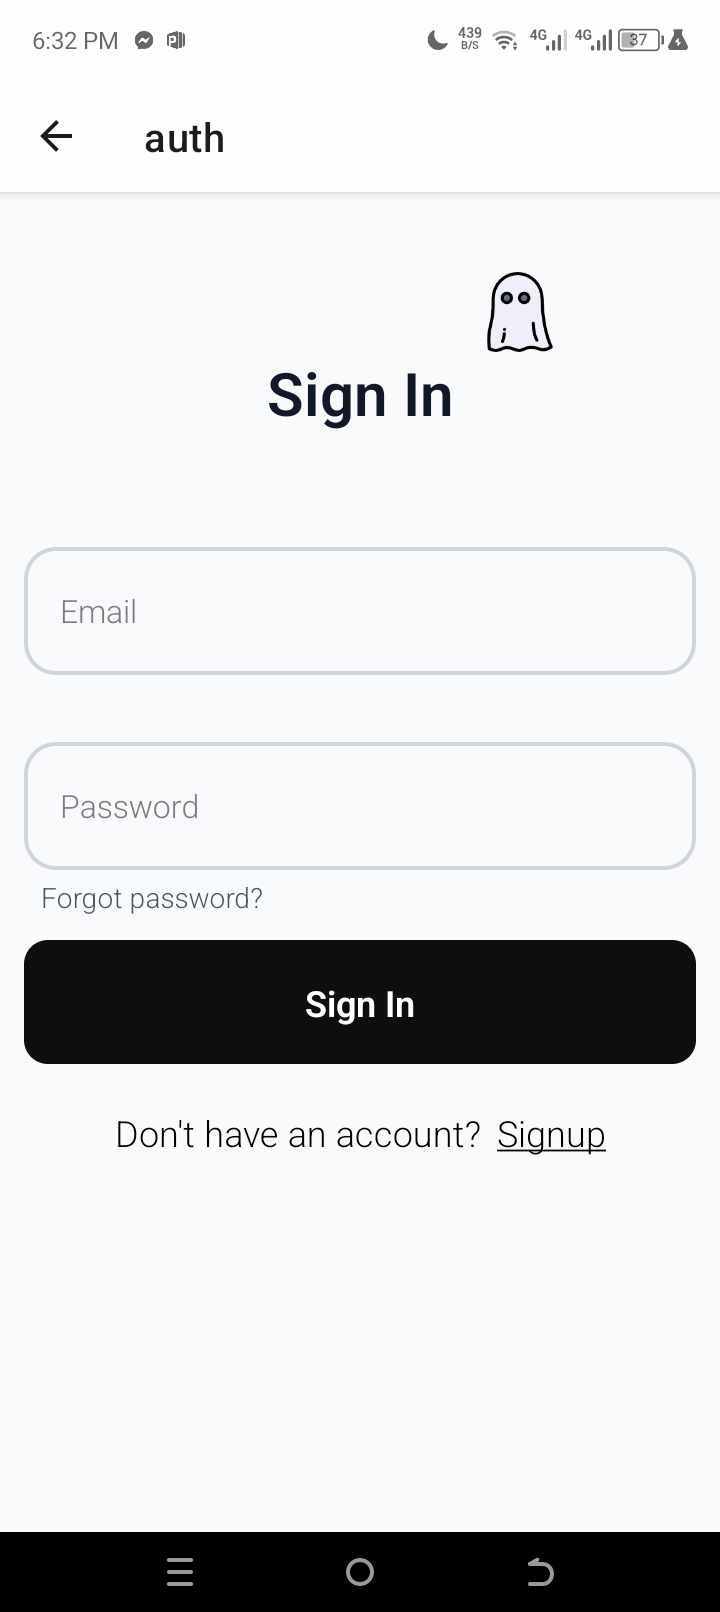 6:32 PM 439 B/S 4G 4G 37
auth
Sign In
Email
Password
Forgot password?
Sign In
Don't have an account? Signup